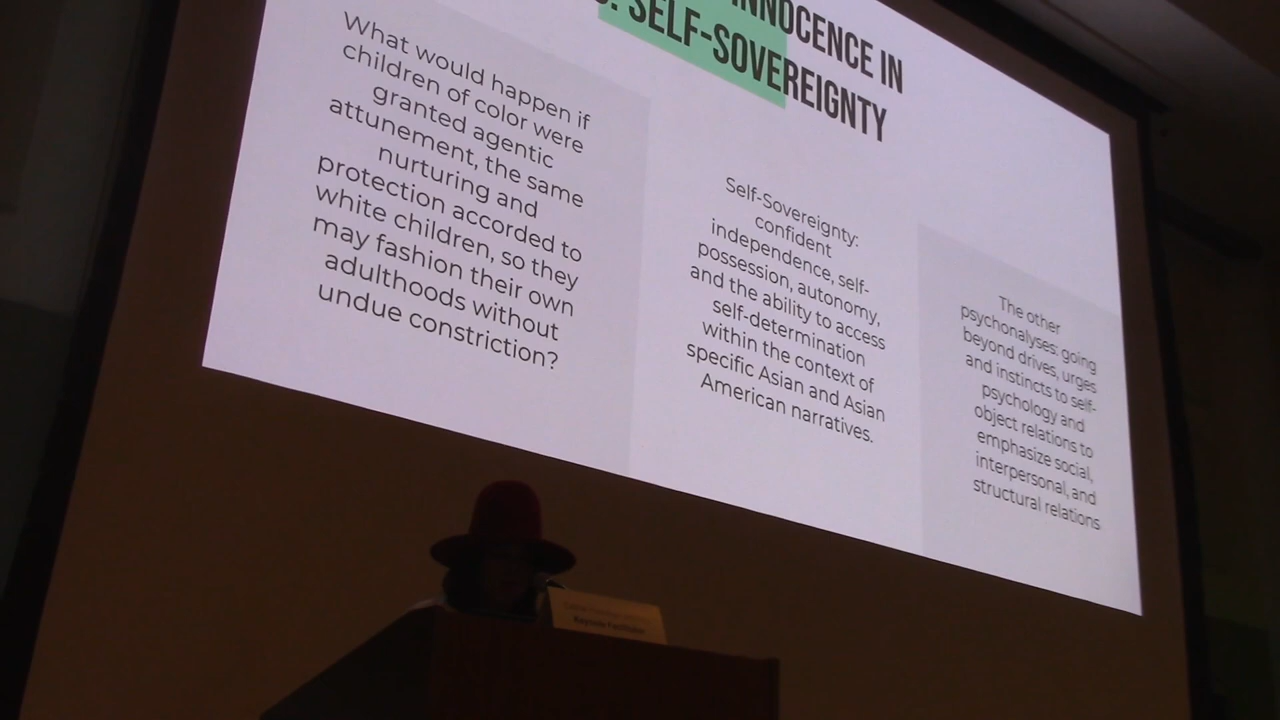 INNOCENCE IN
SELF-SOVEREIGNTY
What would happen if
children of color were
granted agentic
attunement, the same
nurturing and
protection accorded to
white children, so they
may fashion their own
adulthoods without
undue constriction?
Self-Sovereignty:
confident
independence, self-
possession, autonomy,
and the ability to access
self-determination
within the context of
specific Asian and Asian
American narratives.
The other
psychonalyses: going
beyond drives, urges
and instincts to self-
psychology and
object relations to
emphasize social,
interpersonal, and
structural relations